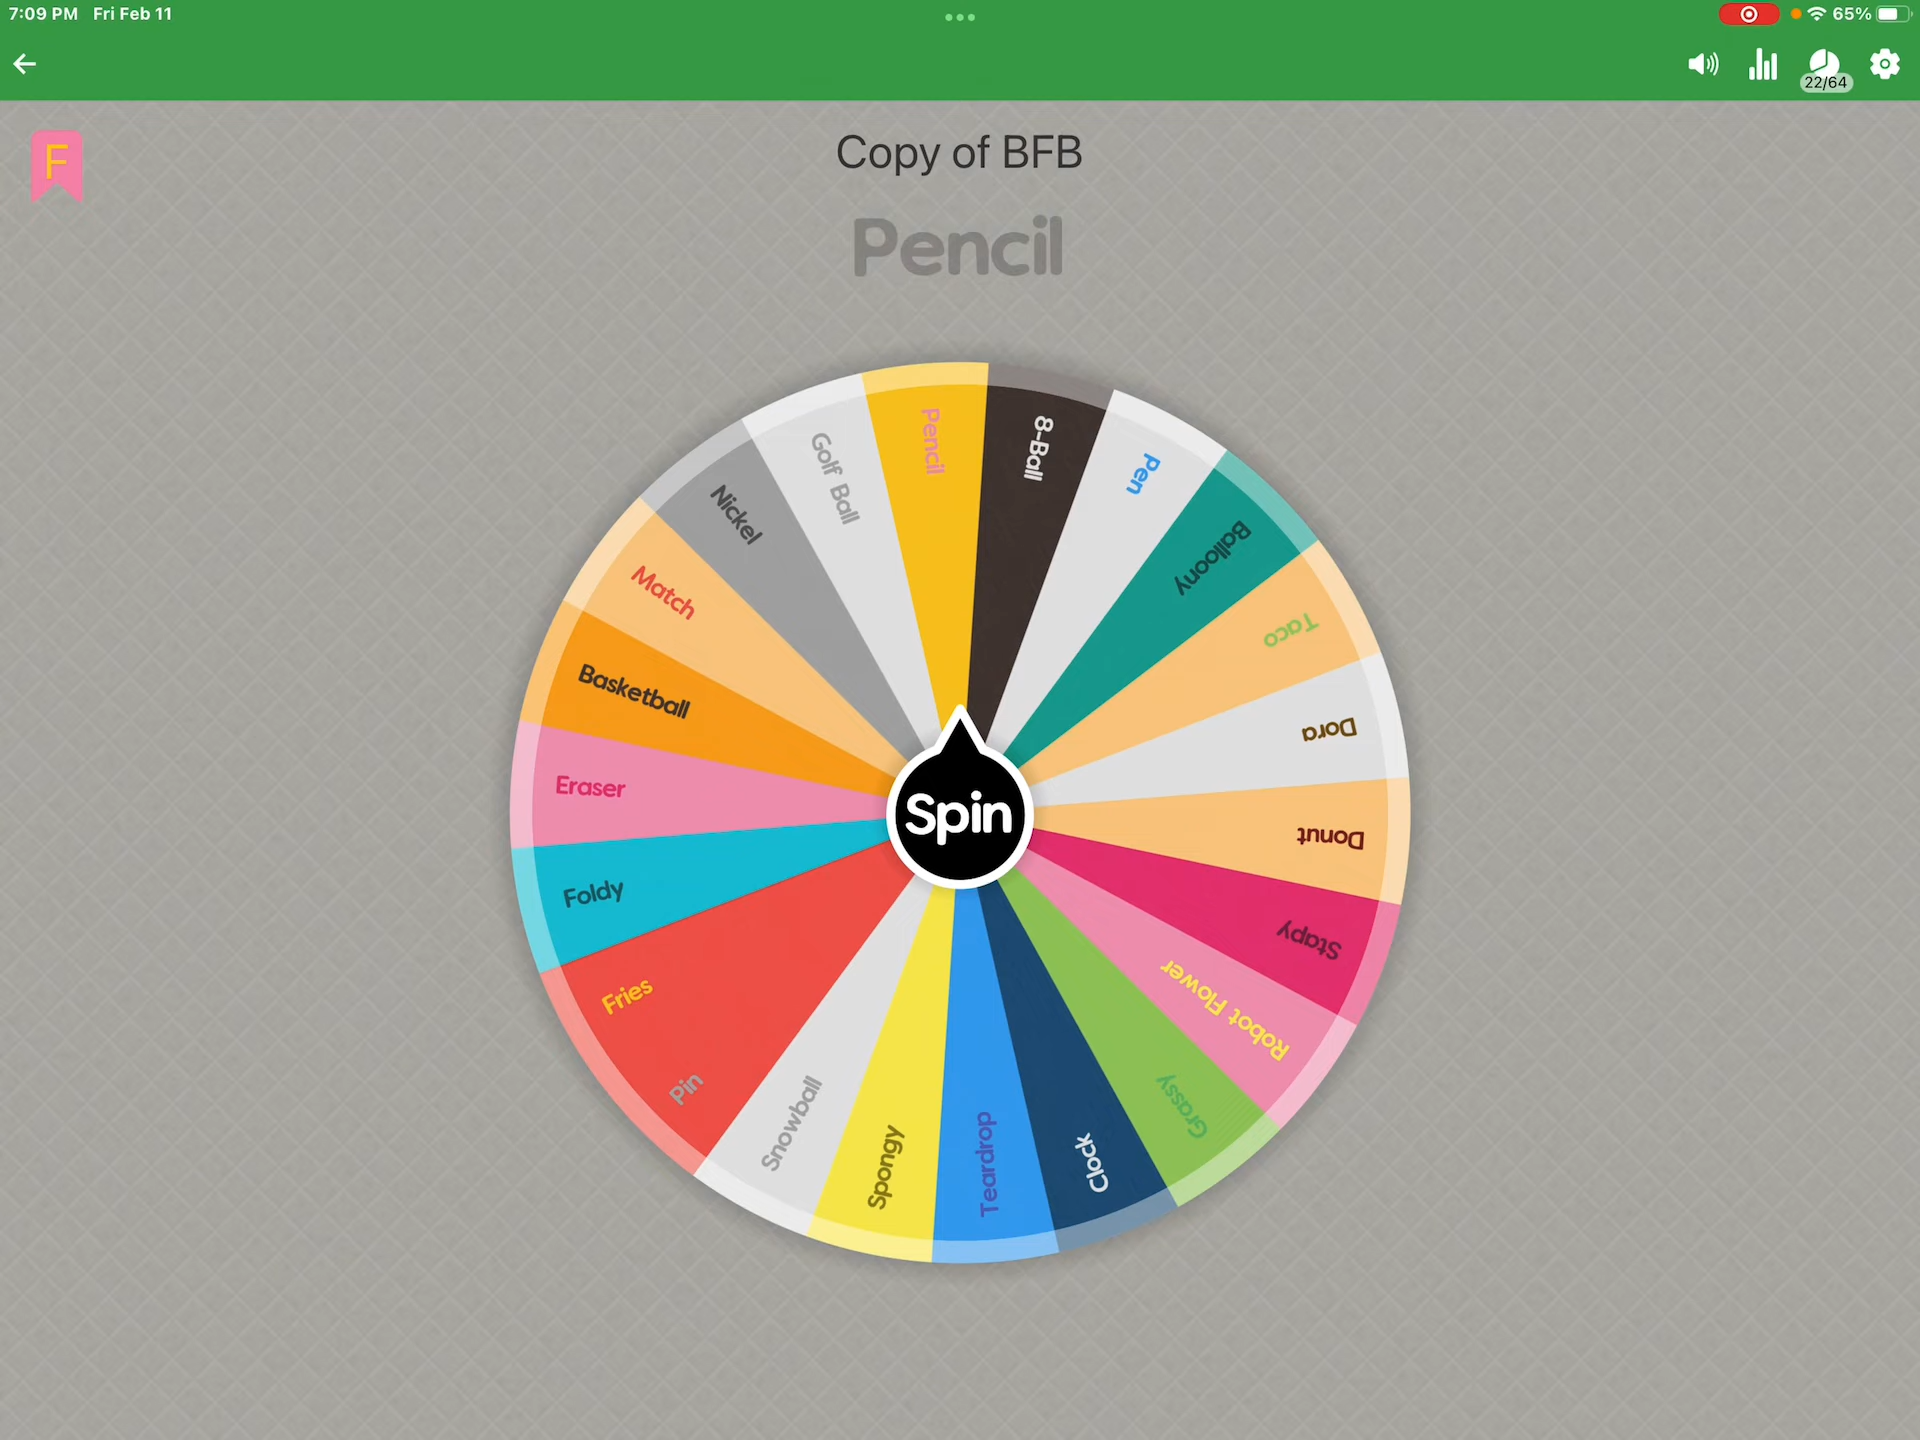 7:09 PM Fri Feb 11
65%
22/64
F
Copy of BFB
Pencil
Pencil
8-Ball
Pen
Balloony
Taco
Dora
Donut
Stapy
Robot Flower
Grassy
Clock
Teardrop
Spongy
Snowball
Pin
Fries
Foldy
Eraser
Basketball
Match
Nickel
Golf Ball
Spin